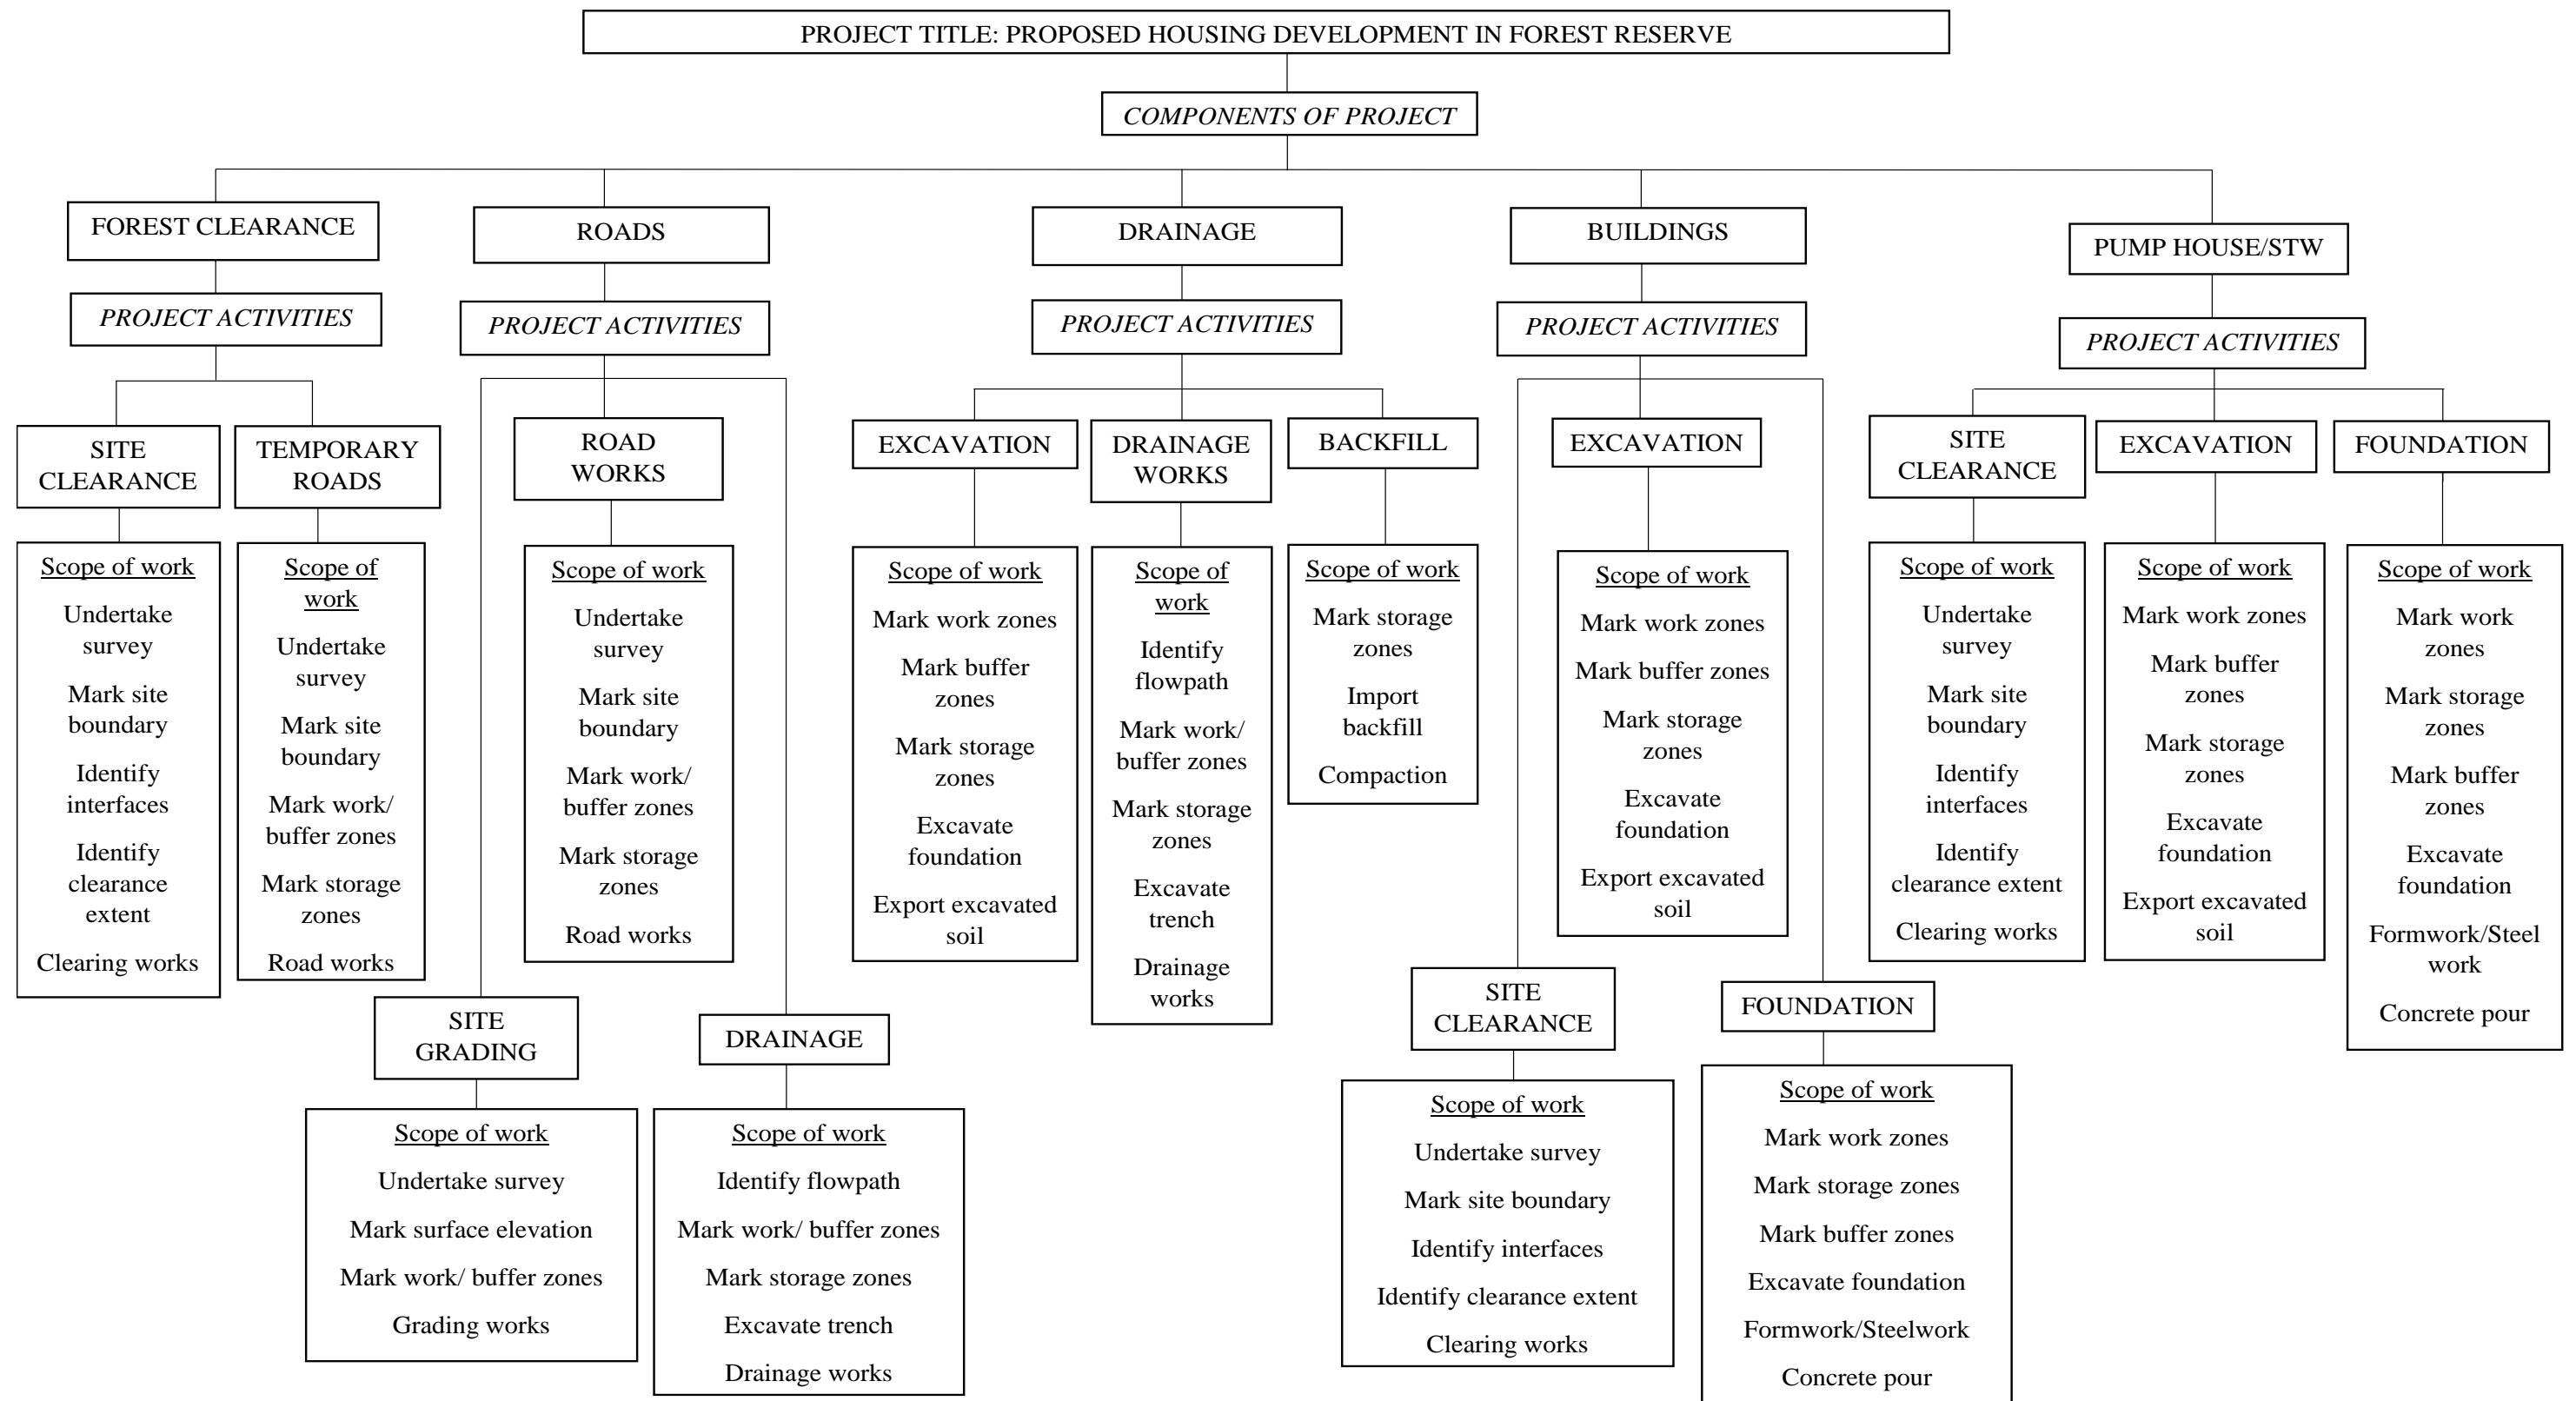 PROJECT TITLE: PROPOSED HOUSING DEVELOPMENT IN FOREST RESERVE
COMPONENTS OF PROJECT
FOREST CLEARANCE
PROJECT ACTIVITIES
SITE
CLEARANCE
Scope of work
Undertake
survey
Mark site
boundary
Identify
interfaces
Identify
clearance
extent
Clearing works
TEMPORARY
ROADS
Scope of
work
Undertake
survey
Mark site
boundary
Mark work/
buffer zones
Mark storage
zones
Road works
ROADS
PROJECT ACTIVITIES
SITE
GRADING
Scope of work
Undertake survey
Mark surface elevation
Mark work/ buffer zones
Grading works
ROAD
WORKS
Scope of work
Undertake
survey
Mark site
boundary
Mark work/
buffer zones
Mark storage
zones
Road works
DRAINAGE
Scope of work
Identify flowpath
Mark work/ buffer zones
Mark storage zones
Excavate trench
Drainage works
DRAINAGE
PROJECT ACTIVITIES
EXCAVATION
Scope of work
Mark work zones
Mark buffer
zones
Mark storage
zones
Excavate
foundation
Export excavated
soil
DRAINAGE
WORKS
Scope of
work
Identify
flowpath
Mark work/
buffer zones
Mark storage
zones
Excavate
trench
Drainage
works
BACKFILL
Scope of work
Mark storage
zones
Import
backfill
Compaction
BUILDINGS
PROJECT ACTIVITIES
SITE
CLEARANCE
Scope of work
Undertake survey
Mark site boundary
Identify interfaces
Identify clearance extent
Clearing works
EXCAVATION
Scope of work
Mark work zones
Mark buffer zones
Mark storage
zones
Excavate
foundation
Export excavated
soil
FOUNDATION
Scope of work
Mark work zones
Mark storage zones
Mark buffer zones
Excavate foundation
Formwork/Steelwork
Concrete pour
PUMP HOUSE/STW
PROJECT ACTIVITIES
SITE
CLEARANCE
Scope of work
Undertake
survey
Mark site
boundary
Identify
interfaces
Identify
clearance extent
Clearing works
EXCAVATION
Scope of work
Mark work zones
Mark buffer
zones
Mark storage
zones
Excavate
foundation
Export excavated
soil
FOUNDATION
Scope of work
Mark work
zones
Mark storage
zones
Mark buffer
zones
Excavate
foundation
Formwork/Steel
work
Concrete pour